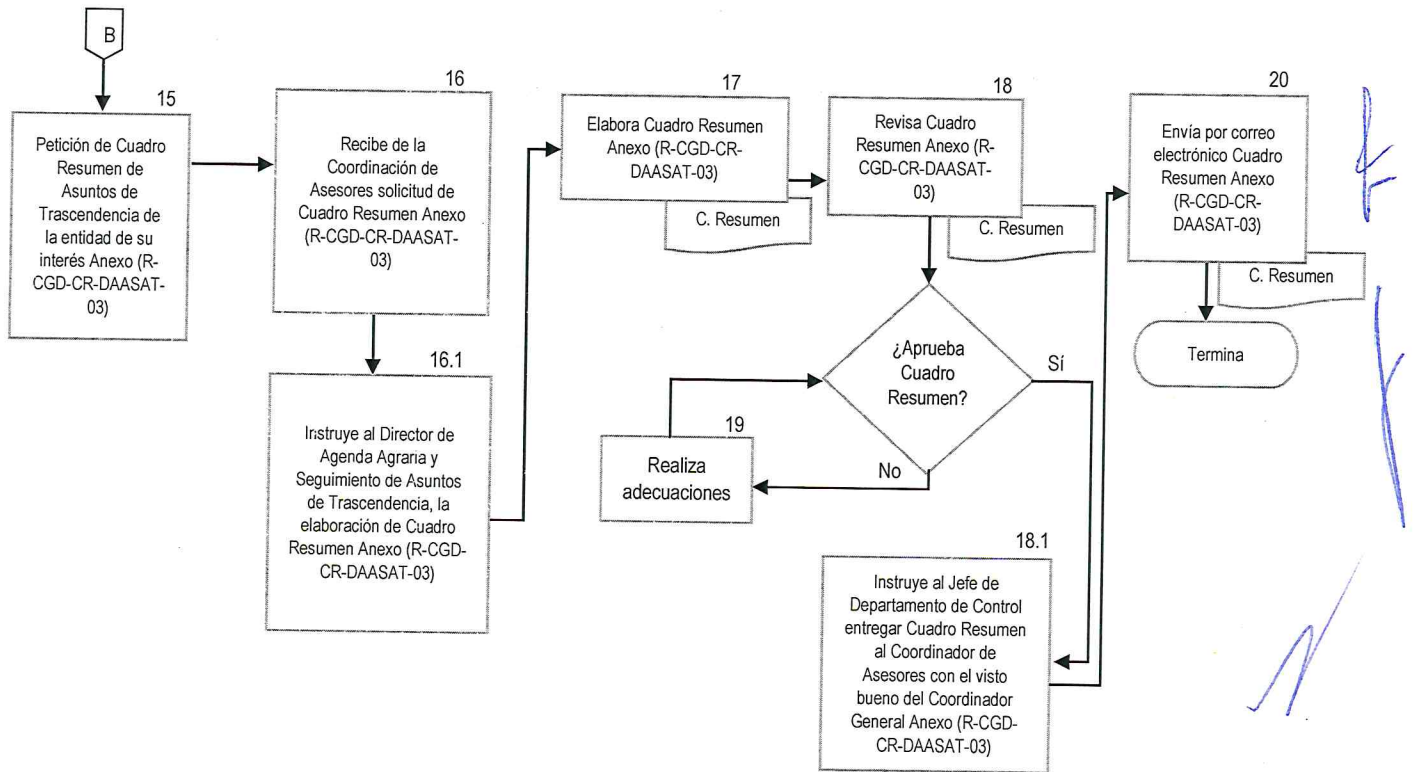 B
15
Petición de Cuadro
Resumen de
Asuntos de
Trascendencia de
la entidad de su
interés Anexo (R-
CGD-CR-DAASAT-
03)
16
Recibe de la
Coordinación de
Asesores solicitud de
Cuadro Resumen Anexo
(R-CGD-CR-DAASAT-
03)
16.1
Instruye al Director de
Agenda Agraria y
Seguimiento de Asuntos
de Trascendencia, la
elaboración de Cuadro
Resumen Anexo (R-CGD-
CR-DAASAT-03)
17
Elabora Cuadro Resumen
Anexo (R-CGD-CR-
DAASAT-03)
C. Resumen
18
Revisa Cuadro
Resumen Anexo (R-
CGD-CR-DAASAT-
03)
C. Resumen
¿Aprueba
Cuadro
Resumen?
Sí
No
19
Realiza
adecuaciones
18.1
Instruye al Jefe de
Departamento de Control
entregar Cuadro Resumen
al Coordinador de
Asesores con el visto
bueno del Coordinador
General Anexo (R-CGD-
CR-DAASAT-03)
20
Envía por correo
electrónico Cuadro
Resumen Anexo
(R-CGD-CR-
DAASAT-03)
C. Resumen
Termina